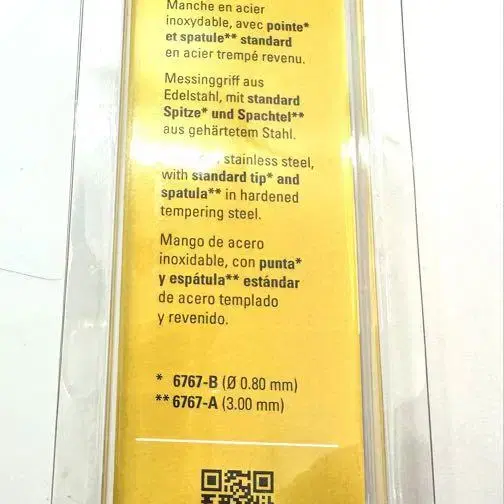 Manche en acier
inoxydable, avec pointe*
et spatule** standard
en acier trempé revenu.
Messinggriff aus
Edelstahl, mit standard
Spitze* und Spachtel**
aus gehärtetem Stahl.
stainless steel,
with standard tip* and
spatula** in hardened
tempering steel.
Mango de acero
inoxidable, con punta*
y espátula** estándar
de acero templado
y revenido.
* 6767-B (Ø 0.80 mm)
** 6767-A (3.00 mm)